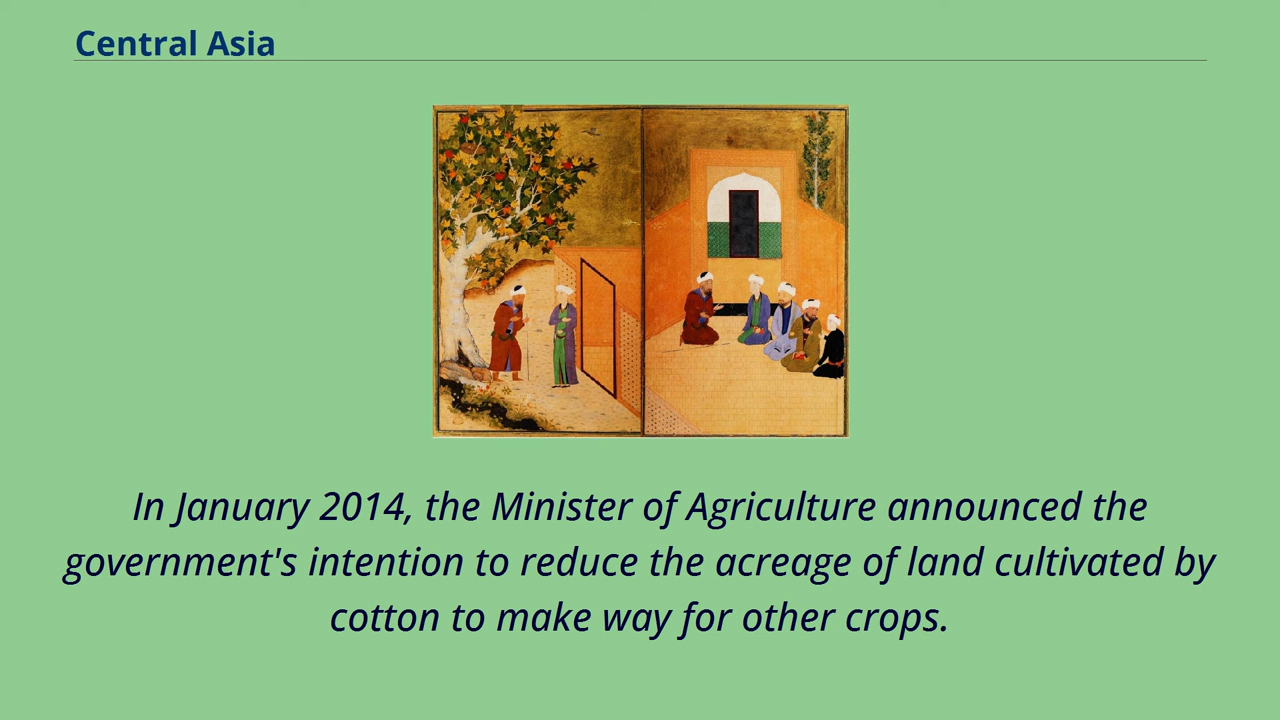 Central Asia
In January 2014, the Minister of Agriculture announced the
government's intention to reduce the acreage of land cultivated by
cotton to make way for other crops.